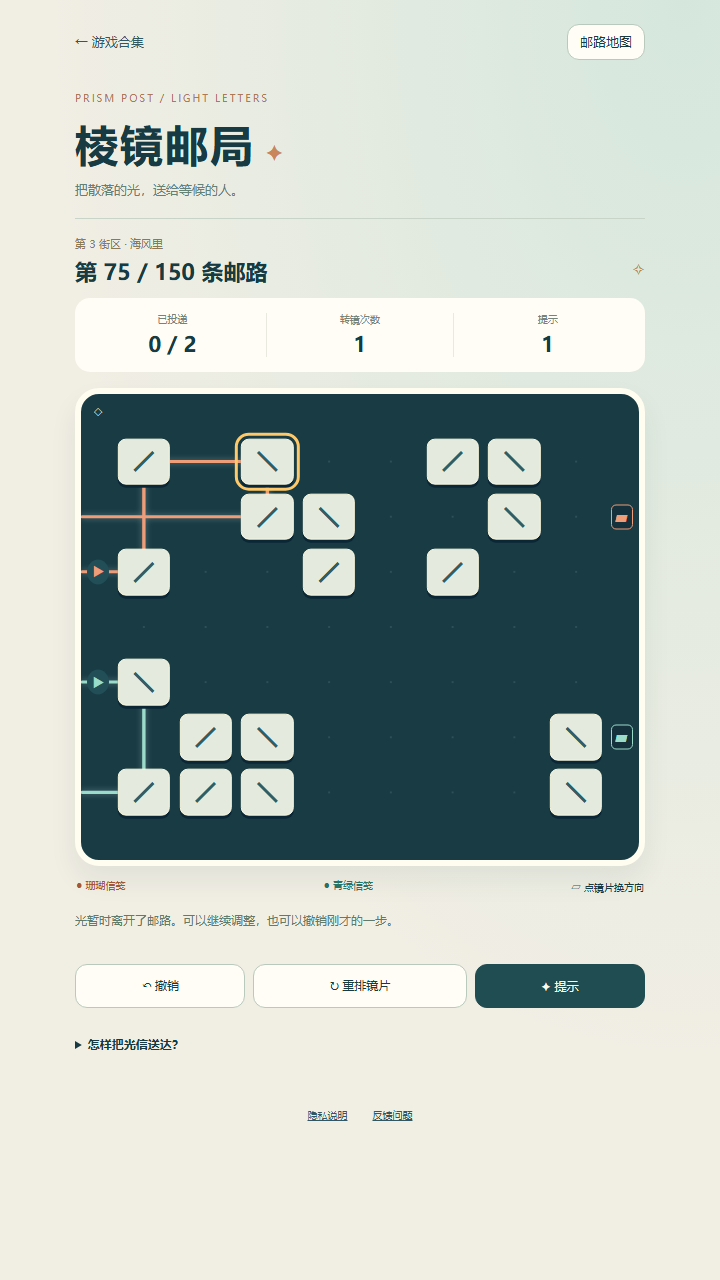 ← 游戏合集
邮路地图
PRISM POST / LIGHT LETTERS
棱镜邮局 ✦
把散落的光，送给等候的人。
第 3 街区 · 海风里
第 75 / 150 条邮路
已投递 转镜次数 提示
0 / 2 1 1
珊瑚信笺 青绿信笺 点镜片换方向
光暂时离开了邮路。可以继续调整，也可以撤销刚才的一步。
↶ 撤销 ↻ 重排镜片 ✦ 提示
▶ 怎样把光信送达？
隐私说明 反馈问题